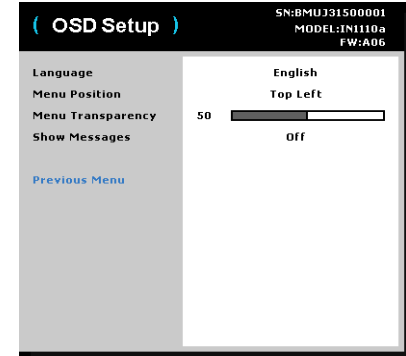 ( OSD Setup )
SN:BMUJ31500001
MODEL:IN1110a
FW:A06
Language English
Menu Position Top Left
Menu Transparency 50
Show Messages Off
Previous Menu